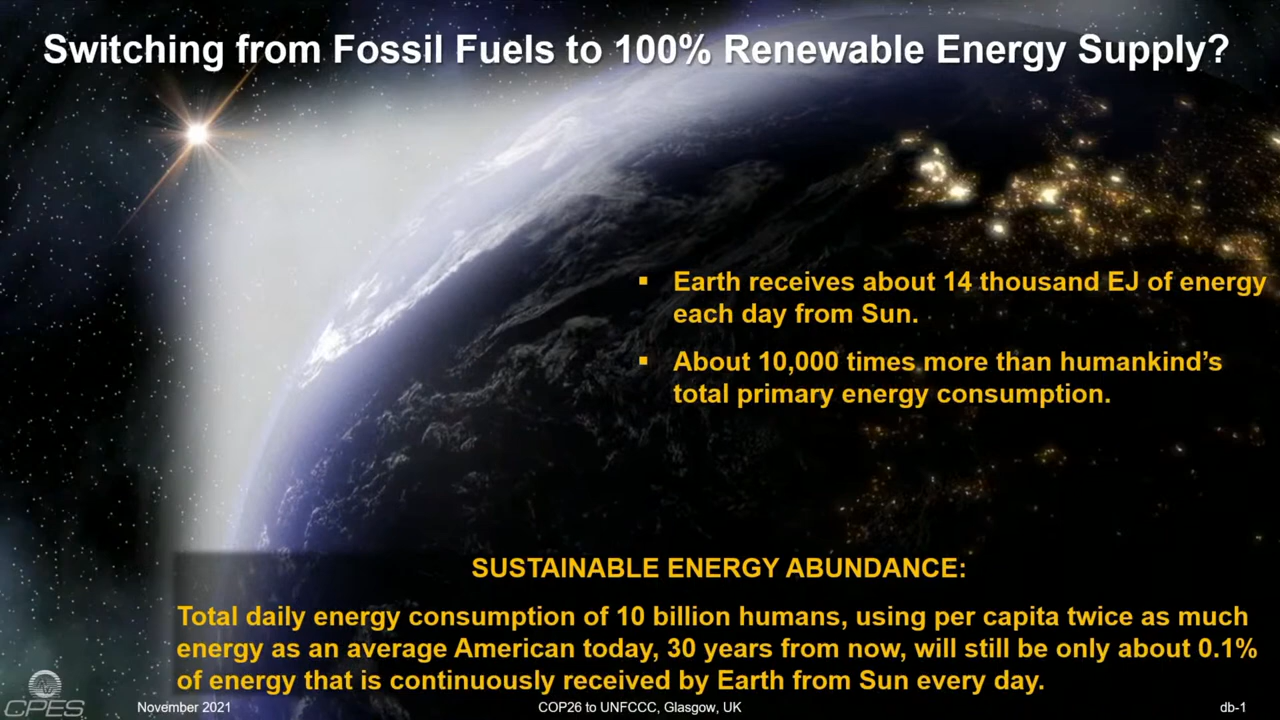 Switching from Fossil Fuels to 100% Renewable Energy Supply?
▪ Earth receives about 14 thousand EJ of energy
each day from Sun.
▪ About 10,000 times more than humankind’s
total primary energy consumption.
SUSTAINABLE ENERGY ABUNDANCE:
Total daily energy consumption of 10 billion humans, using per capita twice as much
energy as an average American today, 30 years from now, will still be only about 0.1%
of energy that is continuously received by Earth from Sun every day.
CPES
November 2021
COP26 to UNFCCC, Glasgow, UK
db-1